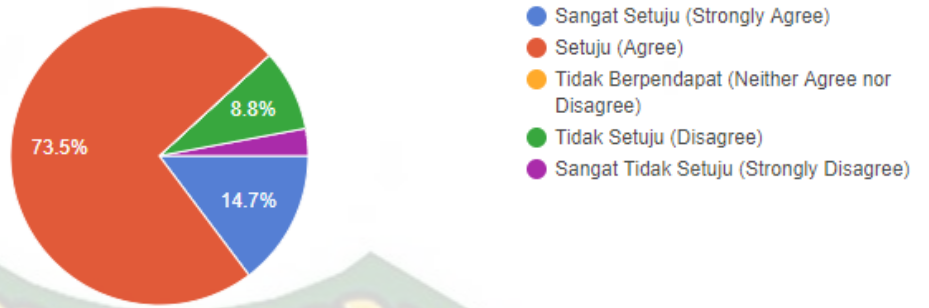 73.5%
8.8%
14.7%
Sangat Setuju (Strongly Agree)
Setuju (Agree)
Tidak Berpendapat (Neither Agree nor
Disagree)
Tidak Setuju (Disagree)
Sangat Tidak Setuju (Strongly Disagree)